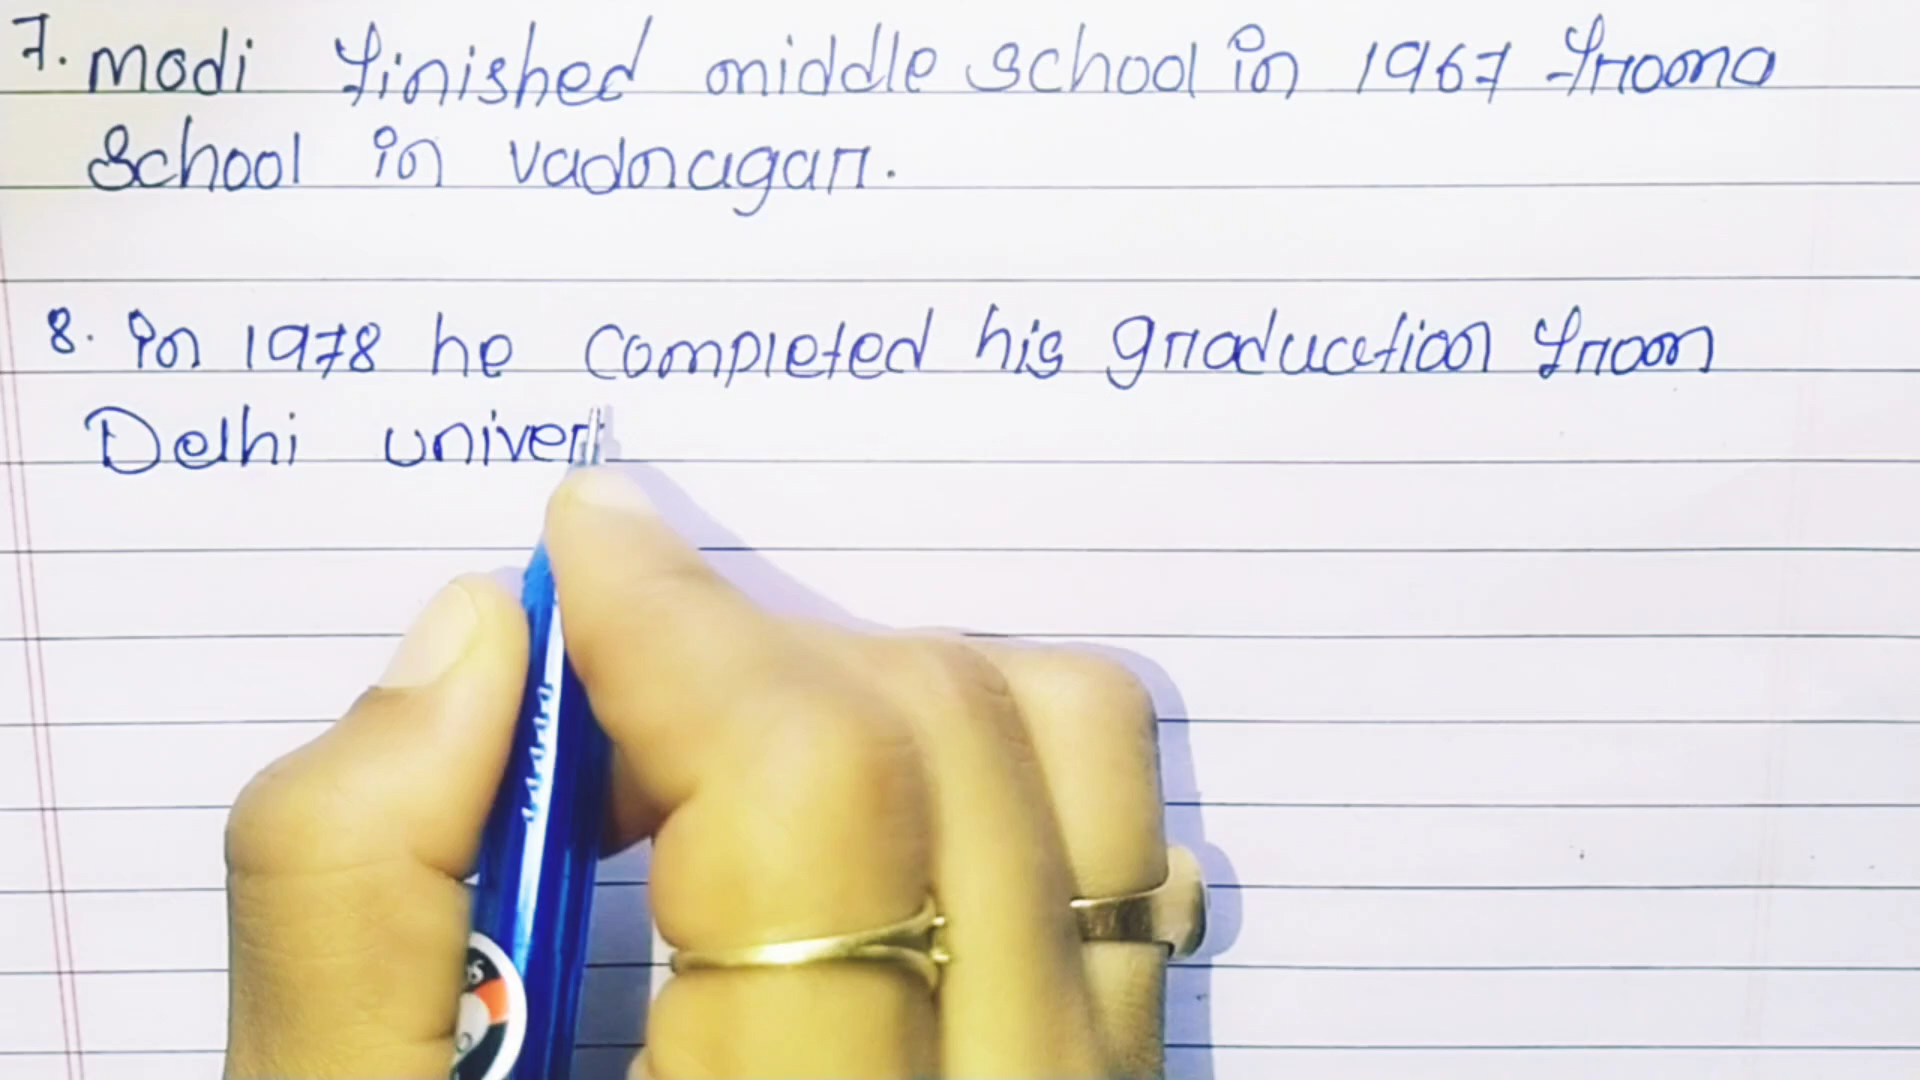 7. Modi finished middle school in 1967 from a
School in vadnagar.
8. In 1978 he completed his graduation from
Delhi univer